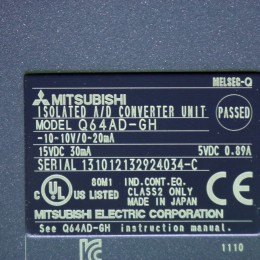 MELSEC-Q
MITSUBISHI
ISOLATED A/D CONVERTER UNIT
MODEL Q64AD-GH
PASSED
-10-10V/0-20mA
15VDC 30mA 5VDC 0.89A
SERIAL 131012132924034-C
80M1 IND.CONT.EQ.
C UL US LISTED CLASS2 ONLY
MADE IN JAPAN
MITSUBISHI ELECTRIC CORPORATION
See Q64AD-GH instruction manual.
1110